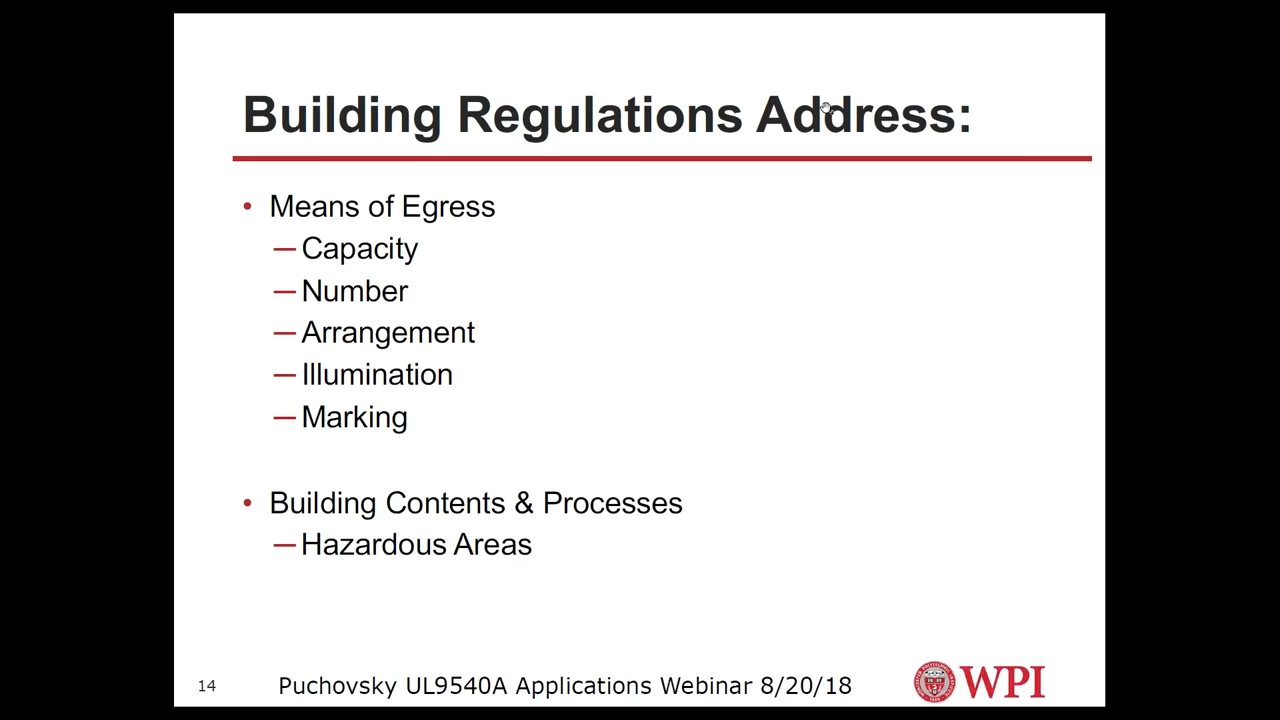 Building Regulations Address:
• Means of Egress
— Capacity
— Number
— Arrangement
— Illumination
— Marking
• Building Contents & Processes
— Hazardous Areas
14
Puchovsky UL9540A Applications Webinar 8/20/18
WPI